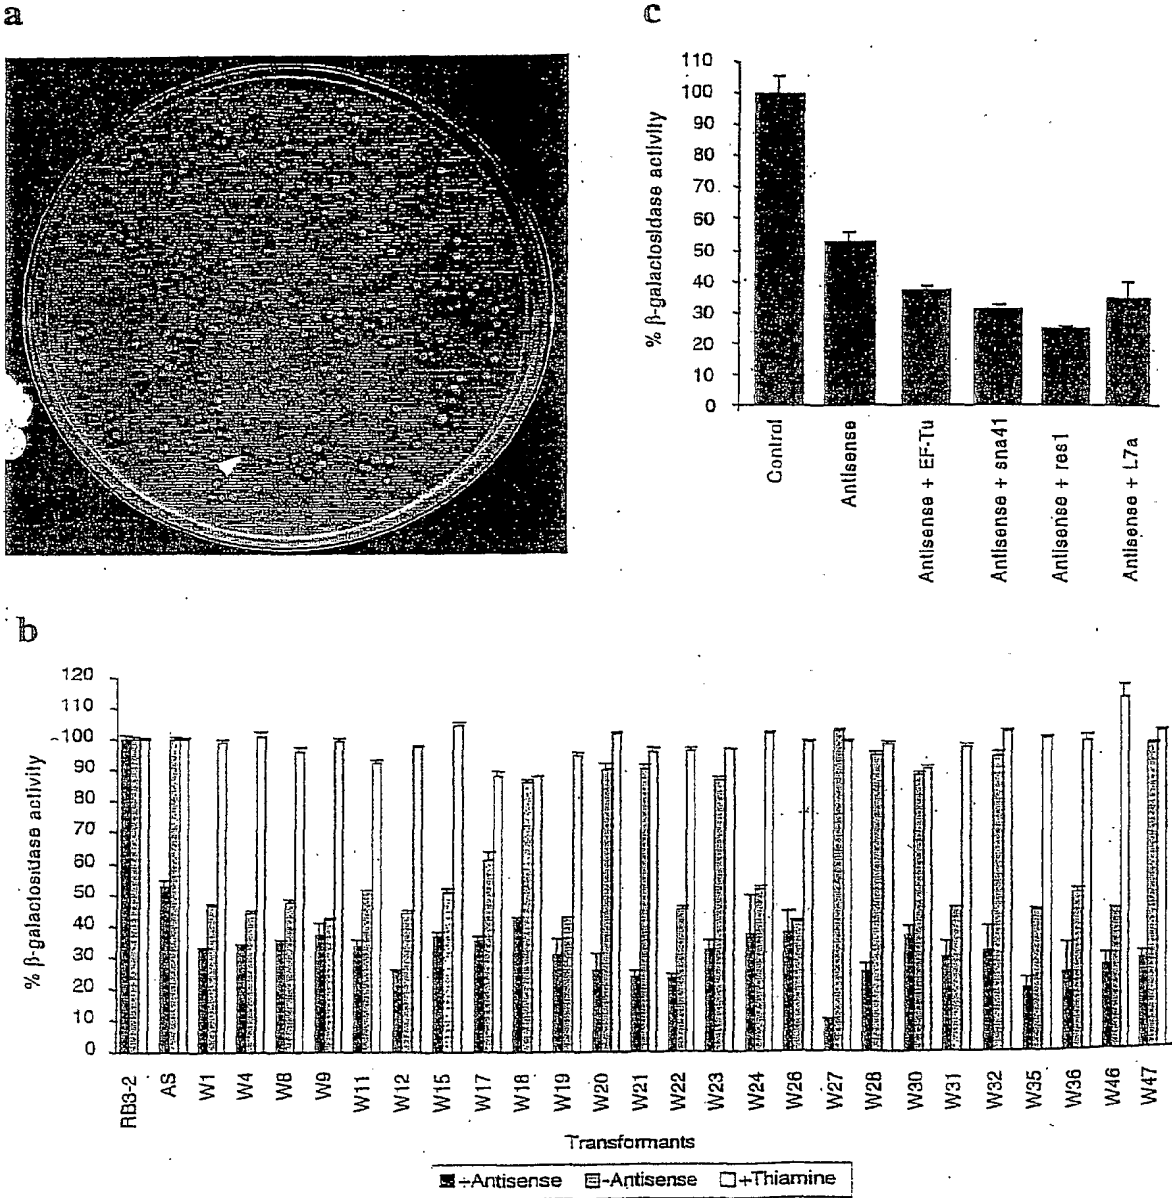 a
c
110
100
90
80
70
60
50
40
30
20
10
0
% β-galactosidase activity
Control
Antisense
Antisense + EF-Tu
Antisense + sna41
Antisense + res1
Antisense + L7a
b
120
110
100
90
80
70
60
50
40
30
20
10
0
% β-galactosidase activity
RB3-2
AS
W1
W4
W8
W9
W11
W12
W15
W17
W18
W19
W20
W21
W22
W23
W24
W26
W27
W28
W30
W31
W32
W35
W36
W46
W47
Transformants
+Antisense -Antisense +Thiamine